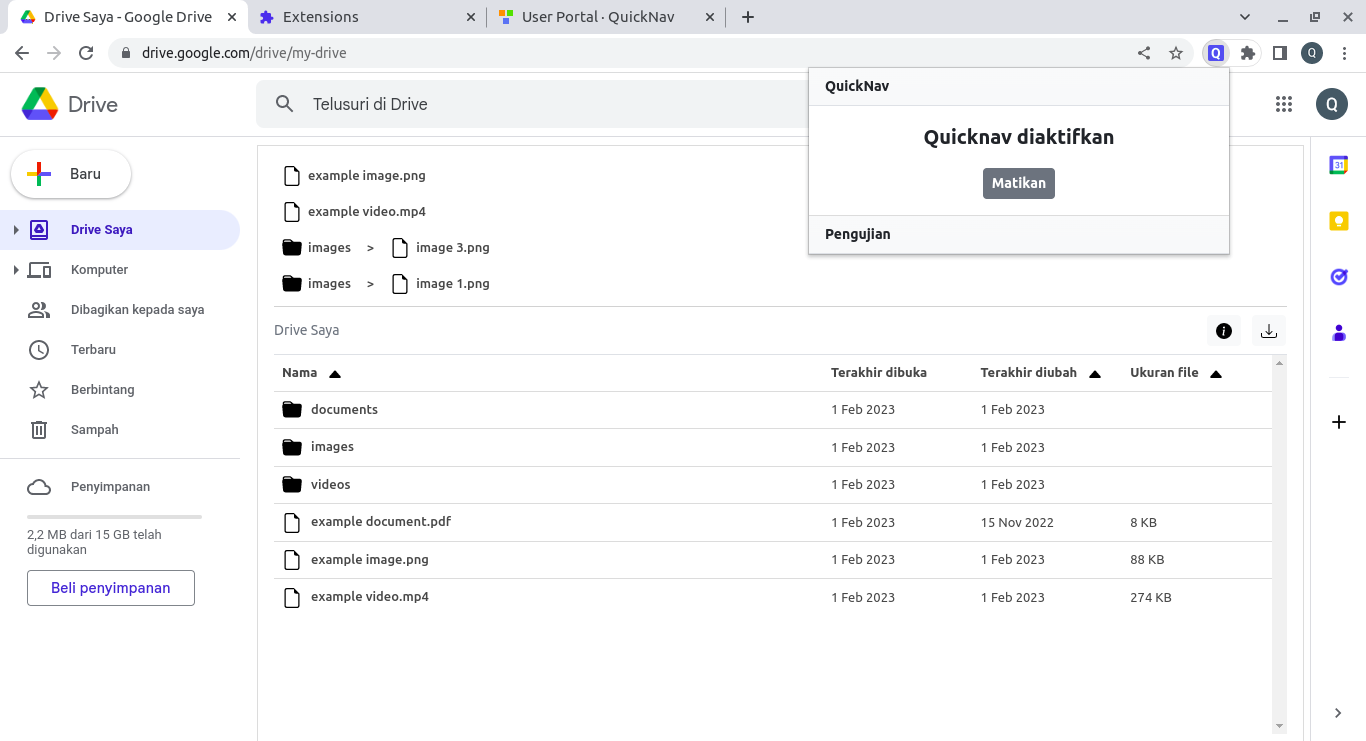 Drive Saya - Google Drive
Extensions
User Portal · QuickNav
drive.google.com/drive/my-drive
Q
Q
Drive
Telusuri di Drive
QuickNav
Quicknav diaktifkan
Matikan
Pengujian
Q
Baru
Drive Saya
Komputer
Dibagikan kepada saya
Terbaru
Berbintang
Sampah
Penyimpanan
2,2 MB dari 15 GB telah
digunakan
Beli penyimpanan
example image.png
example video.mp4
images > image 3.png
images > image 1.png
Drive Saya
Nama Terakhir dibuka Terakhir diubah Ukuran file
documents 1 Feb 2023 1 Feb 2023
images 1 Feb 2023 1 Feb 2023
videos 1 Feb 2023 1 Feb 2023
example document.pdf 1 Feb 2023 15 Nov 2022 8 KB
example image.png 1 Feb 2023 1 Feb 2023 88 KB
example video.mp4 1 Feb 2023 1 Feb 2023 274 KB
31